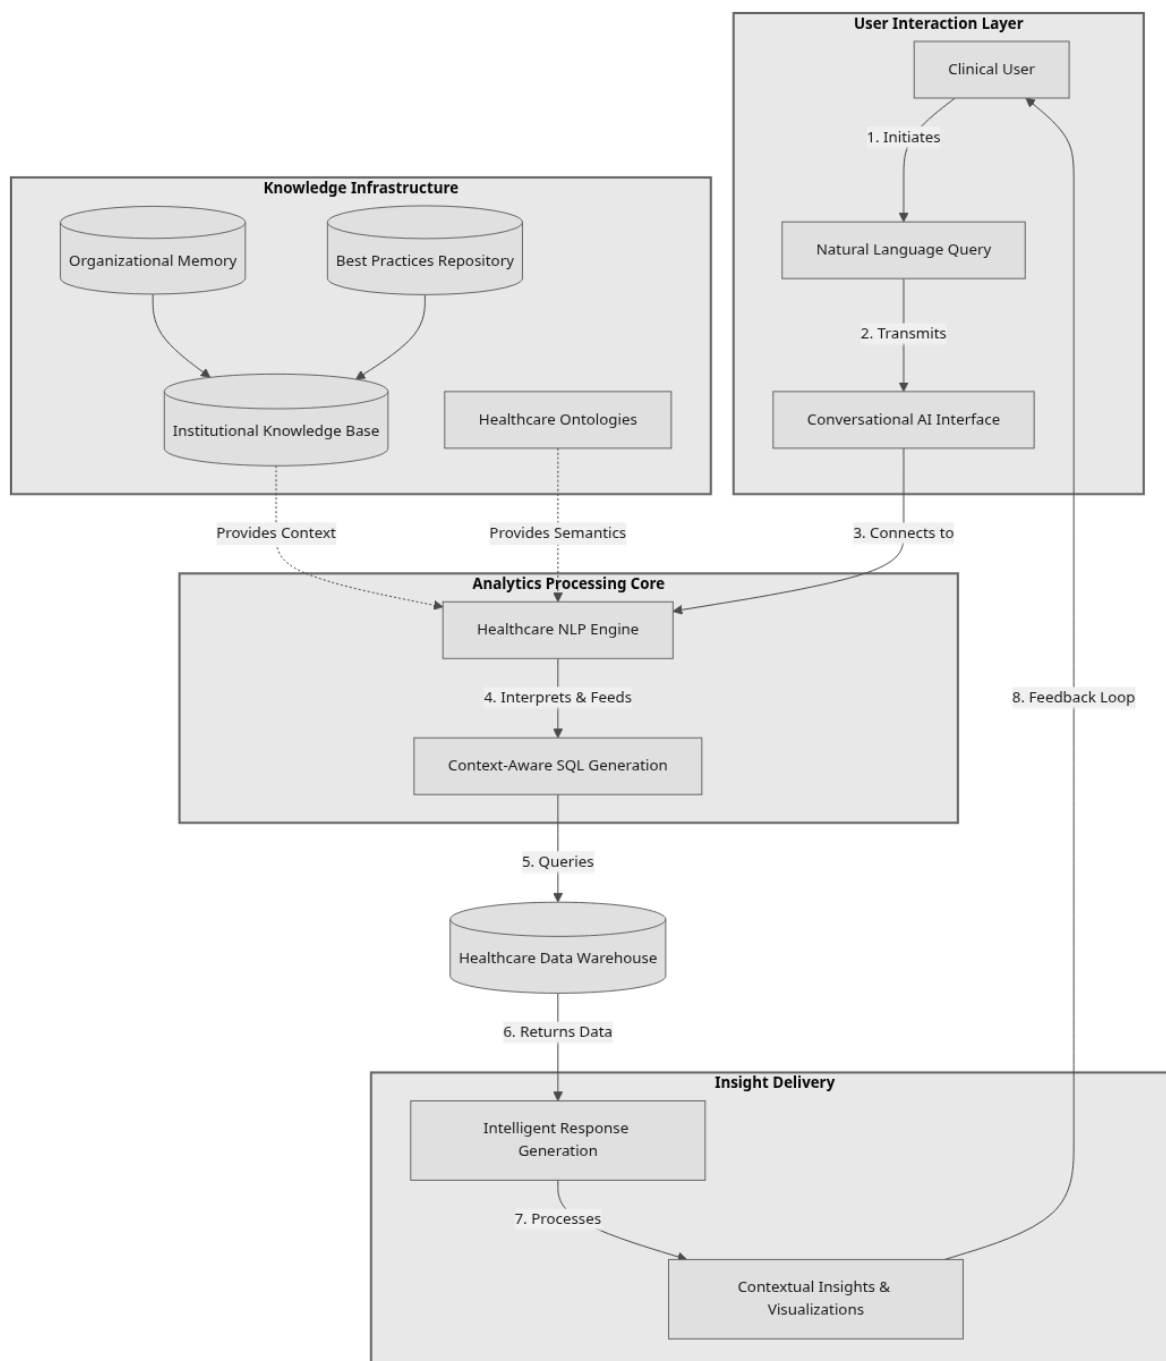 User Interaction Layer
Clinical User
1. Initiates
Knowledge Infrastructure
Organizational Memory
Best Practices Repository
Natural Language Query
2. Transmits
Institutional Knowledge Base
Healthcare Ontologies
Conversational AI Interface
Provides Context
Provides Semantics
3. Connects to
Analytics Processing Core
Healthcare NLP Engine
4. Interprets & Feeds
8. Feedback Loop
Context-Aware SQL Generation
5. Queries
Healthcare Data Warehouse
6. Returns Data
Insight Delivery
Intelligent Response
Generation
7. Processes
Contextual Insights &
Visualizations